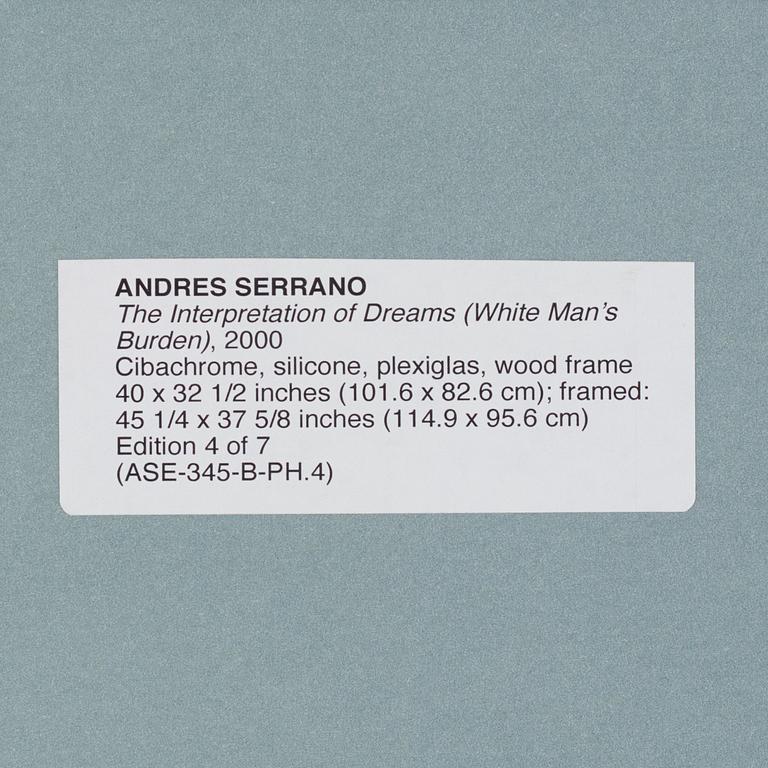 ANDRES SERRANO
The Interpretation of Dreams (White Man’s
Burden), 2000
Cibachrome, silicone, plexiglas, wood frame
40 x 32 1/2 inches (101.6 x 82.6 cm); framed:
45 1/4 x 37 5/8 inches (114.9 x 95.6 cm)
Edition 4 of 7
(ASE-345-B-PH.4)